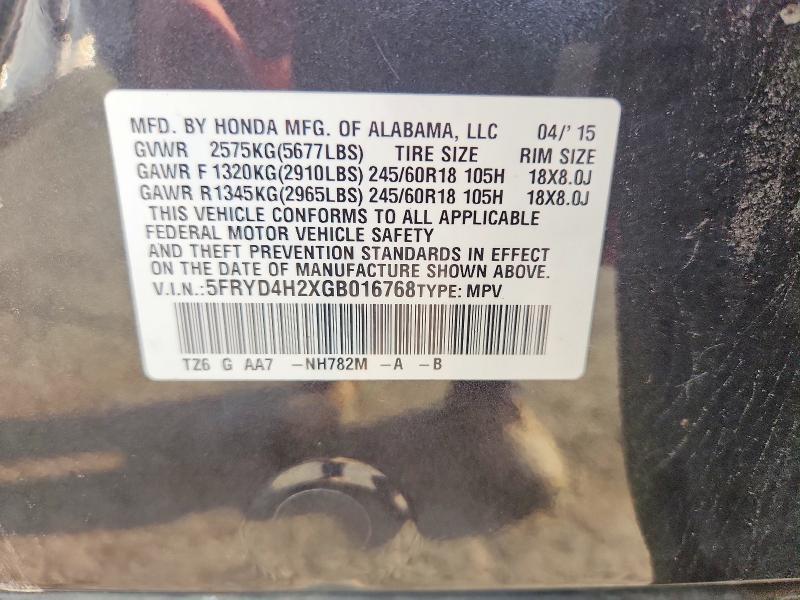 MFD. BY HONDA MFG. OF ALABAMA, LLC 04/'15
GVWR 2575KG(5677LBS) TIRE SIZE RIM SIZE
GAWR F 1320KG(2910LBS) 245/60R18 105H 18X8.0J
GAWR R1345KG(2965LBS) 245/60R18 105H 18X8.0J
THIS VEHICLE CONFORMS TO ALL APPLICABLE
FEDERAL MOTOR VEHICLE SAFETY
AND THEFT PREVENTION STANDARDS IN EFFECT
ON THE DATE OF MANUFACTURE SHOWN ABOVE.
V.I.N.:5FRYD4H2XGB016768TYPE: MPV
TZ6 G AA7 –NH782M –A –B